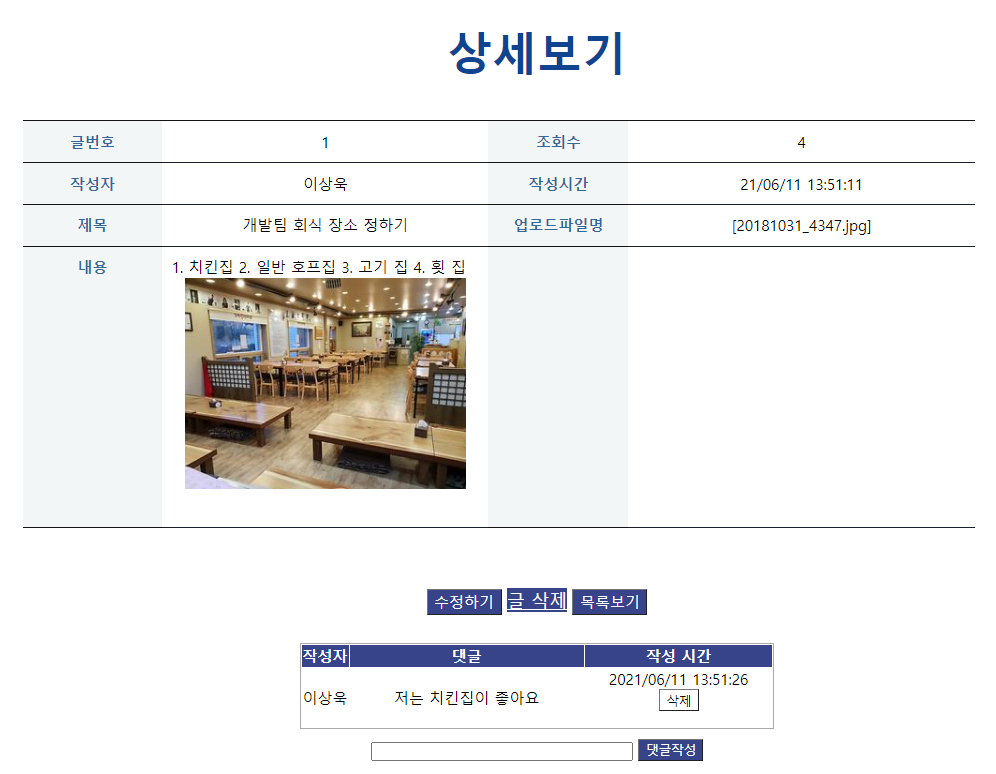 상세보기
글번호 1 조회수 4
작성자 이상욱 작성시간 21/06/11 13:51:11
제목 개발팀 회식 장소 정하기 업로드파일명 [20181031_4347.jpg]
내용 1. 치킨집 2. 일반 호프집 3. 고기 집 4. 횟 집
수정하기 글 삭제 목록보기
작성자 댓글 작성 시간
2021/06/11 13:51:26
이상욱 저는 치킨집이 좋아요 삭제
댓글작성